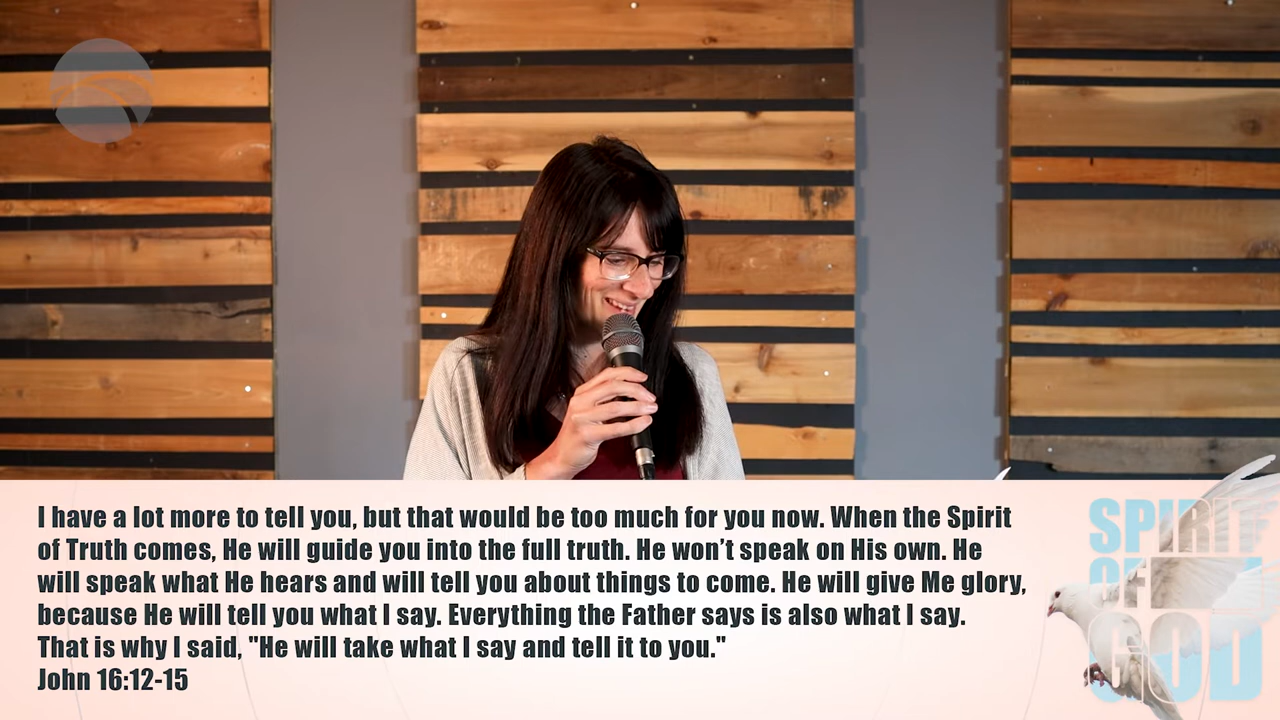 I have a lot more to tell you, but that would be too much for you now. When the Spirit
of Truth comes, He will guide you into the full truth. He won’t speak on His own. He
will speak what He hears and will tell you about things to come. He will give Me glory,
because He will tell you what I say. Everything the Father says is also what I say.
That is why I said, "He will take what I say and tell it to you."
John 16:12-15
SPIRIT
OF
GOD